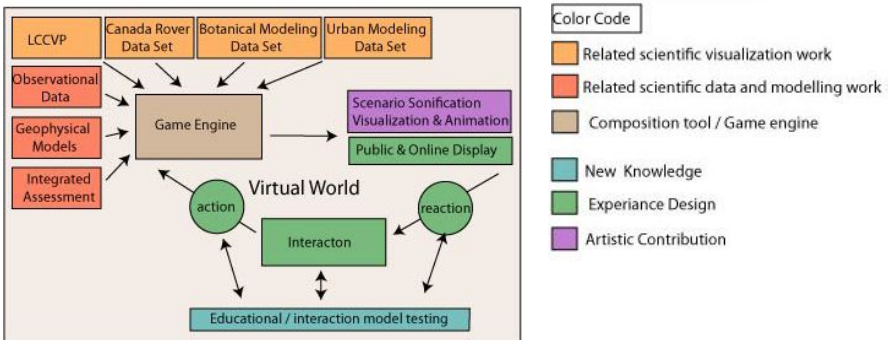 LCCVP
Canada Rover
Data Set
Botanical Modeling
Data Set
Urban Modeling
Data Set
Observational
Data
Geophysical
Models
Integrated
Assessment
Game Engine
Scenario Sonification
Visualization & Animation
Public & Online Display
Virtual World
action
reaction
Interacton
Educational / interaction model testing
Color Code
Related scientific visualization work
Related scientific data and modelling work
Composition tool / Game engine
New Knowledge
Experiance Design
Artistic Contribution